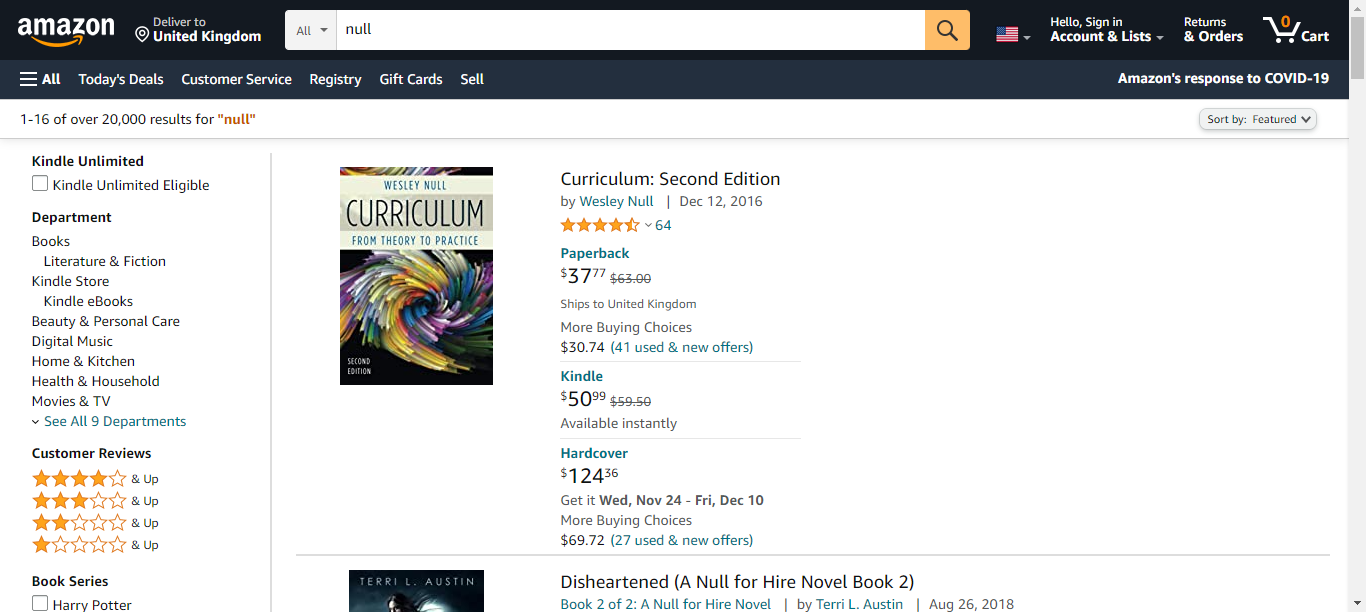 amazon
Deliver to
United Kingdom
All
null
Hello, Sign in
Account & Lists
Returns
& Orders
0
Cart
All
Today's Deals
Customer Service
Registry
Gift Cards
Sell
Amazon's response to COVID-19
1-16 of over 20,000 results for "null"
Sort by: Featured
Kindle Unlimited
Kindle Unlimited Eligible
Department
Books
Literature & Fiction
Kindle Store
Kindle eBooks
Beauty & Personal Care
Digital Music
Home & Kitchen
Health & Household
Movies & TV
See All 9 Departments
Customer Reviews
& Up
& Up
& Up
& Up
Book Series
Harry Potter
WESLEY NULL
CURRICULUM
FROM THEORY TO PRACTICE
SECOND
EDITION
Curriculum: Second Edition
by Wesley Null | Dec 12, 2016
64
Paperback
$3777 $63.00
Ships to United Kingdom
More Buying Choices
$30.74 (41 used & new offers)
Kindle
$5099 $59.50
Available instantly
Hardcover
$12436
Get it Wed, Nov 24 - Fri, Dec 10
More Buying Choices
$69.72 (27 used & new offers)
TERRI L. AUSTIN
Disheartened (A Null for Hire Novel Book 2)
Book 2 of 2: A Null for Hire Novel | by Terri L. Austin | Aug 26, 2018